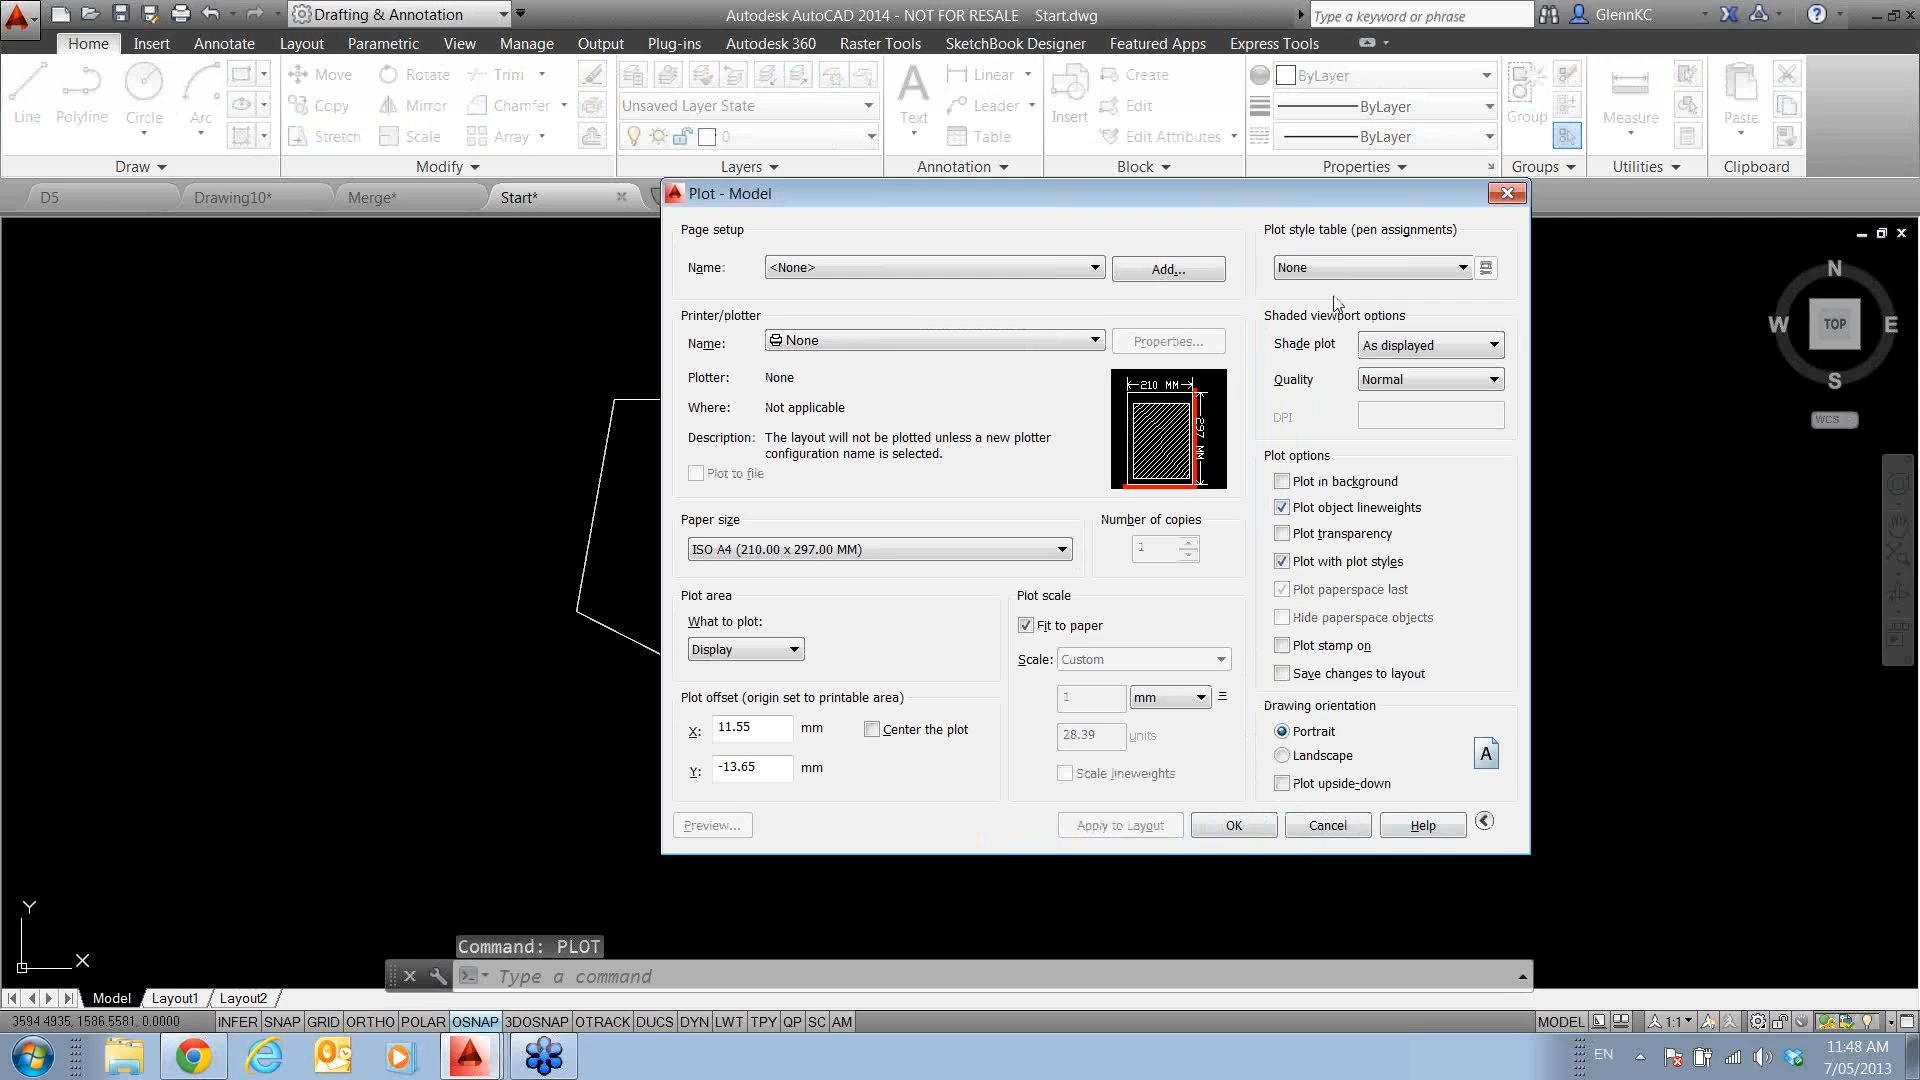 Drafting & Annotation
Autodesk AutoCAD 2014 - NOT FOR RESALE Start.dwg
Type a keyword or phrase
GlennKC
Home Insert Annotate Layout Parametric View Manage Output Plug-ins Autodesk 360 Raster Tools SketchBook Designer Featured Apps Express Tools
Move Rotate Trim
Linear Create
ByLayer
Line Polyline Circle Arc
Copy Mirror Chamfer
Unsaved Layer State
Text
Leader
Insert
Edit
ByLayer
Group Measure Paste
Stretch Scale Array
0
Table
Edit Attributes
ByLayer
Draw Modify Layers Annotation Block Properties Groups Utilities Clipboard
D5 Drawing10* Merge* Start*
Plot - Model
Page setup
Name: <None> Add...
Plot style table (pen assignments)
None
Printer/plotter
Name: None Properties...
Plotter: None
Where: Not applicable
Description: The layout will not be plotted unless a new plotter
configuration name is selected.
Plot to file
210 MM
297 MM
Shaded viewport options
Shade plot As displayed
Quality Normal
DPI
Paper size
ISO A4 (210.00 x 297.00 MM)
Number of copies
1
Plot options
Plot in background
Plot object lineweights
Plot transparency
Plot with plot styles
Plot paperspace last
Hide paperspace objects
Plot stamp on
Save changes to layout
Plot area
What to plot:
Display
Plot scale
Fit to paper
Scale: Custom
1 mm =
28.39 units
Scale lineweights
Plot offset (origin set to printable area)
X: 11.55 mm Center the plot
Y: -13.65 mm
Drawing orientation
Portrait
Landscape
Plot upside-down
A
Preview... Apply to Layout OK Cancel Help
N
W TOP E
S
WCS
Y
X
Command: PLOT
Type a command
Model Layout1 Layout2
3594.4935, 1586.5581, 0.0000 INFER SNAP GRID ORTHO POLAR OSNAP 3DOSNAP OTRACK DUCS DYN LWT TPY QP SC AM MODEL 1:1
EN
11:48 AM
7/05/2013